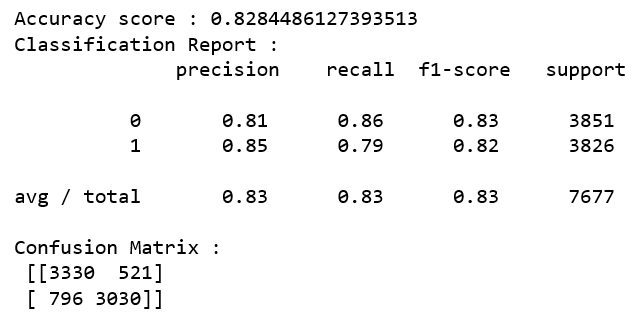 Accuracy score : 0.8284486127393513
Classification Report :
precision recall f1-score support
0 0.81 0.86 0.83 3851
1 0.85 0.79 0.82 3826
avg / total 0.83 0.83 0.83 7677
Confusion Matrix :
[[3330 521]
[ 796 3030]]